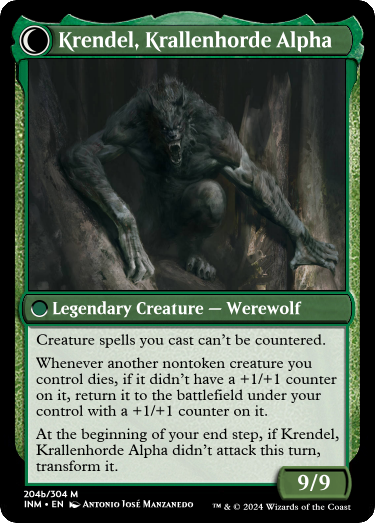 Krendel, Krallenhorde Alpha
Legendary Creature — Werewolf
Creature spells you cast can't be countered.
Whenever another nontoken creature you
control dies, if it didn't have a +1/+1 counter
on it, return it to the battlefield under your
control with a +1/+1 counter on it.
At the beginning of your end step, if Krendel,
Krallenhorde Alpha didn't attack this turn,
transform it.
9/9
204b/304 M
INM • EN Antonio José Manzanedo
™ & © 2024 Wizards of the Coast